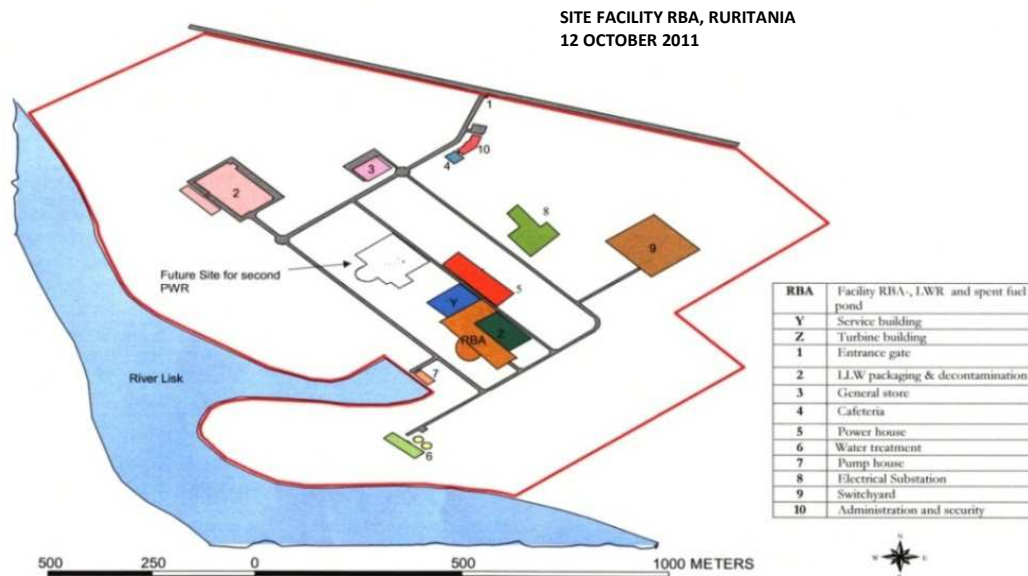 SITE FACILITY RBA, RURITANIA
12 OCTOBER 2011
1
10
4
3
2
8
9
Future Site for second
PWR
5
Y
Z
RBA
River Lisk
7
6
RBA Facility RBA-, LWR and spent fuel
pond
Y Service building
Z Turbine building
1 Entrance gate
2 LLW packaging & decontamination
3 General store
4 Cafeteria
5 Power house
6 Water treatment
7 Pump house
8 Electrical Substation
9 Switchyard
10 Administration and security
N
W E
S
500 250 0 500 1000 METERS